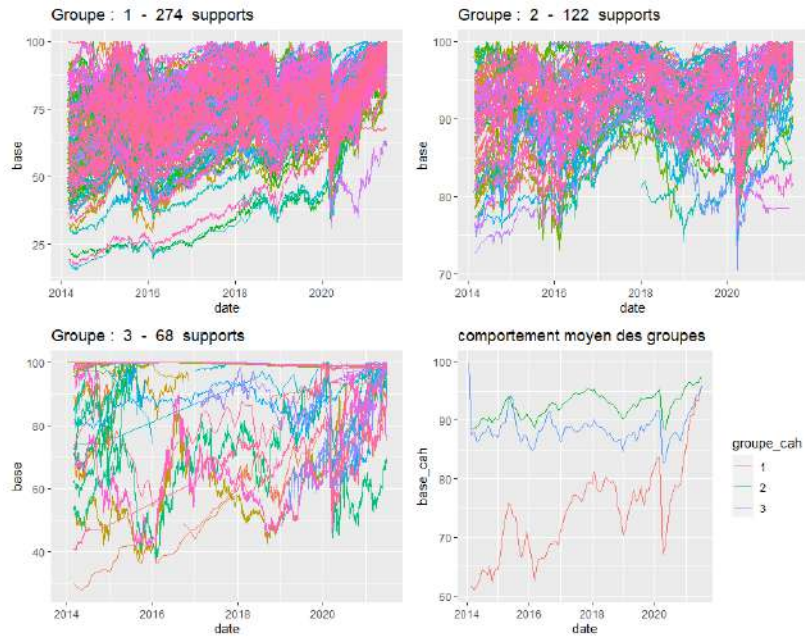 Groupe : 1 - 274 supports
100
75
50
25
base
2014
2016
2018
2020
date
Groupe : 2 - 122 supports
100
90
80
70
base
2014
2016
2018
2020
date
Groupe : 3 - 68 supports
100
80
60
40
base
2014
2016
2018
2020
date
comportement moyen des groupes
100
90
80
70
60
base_cah
2014
2016
2018
2020
date
groupe_cah
1
2
3